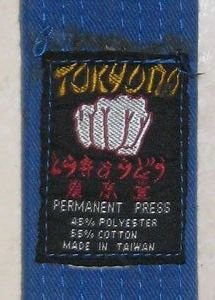 TOKYODO
東京堂
PERMANENT PRESS
45% POLYESTER
55% COTTON
MADE IN TAIWAN